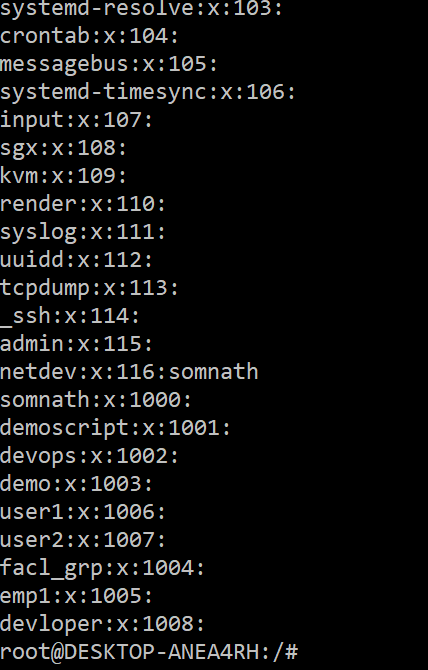 systemd-resolve:x:103:
crontab:x:104:
messagebus:x:105:
systemd-timesync:x:106:
input:x:107:
sgx:x:108:
kvm:x:109:
render:x:110:
syslog:x:111:
uuidd:x:112:
tcpdump:x:113:
_ssh:x:114:
admin:x:115:
netdev:x:116:somnath
somnath:x:1000:
demoscript:x:1001:
devops:x:1002:
demo:x:1003:
user1:x:1006:
user2:x:1007:
facl_grp:x:1004:
emp1:x:1005:
devloper:x:1008:
root@DESKTOP-ANEA4RH:/#